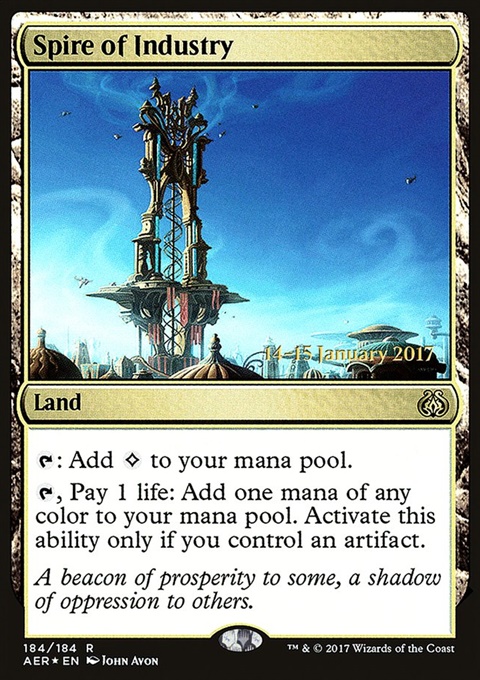 Spire of Industry
14–15 January 2017
Land
: Add to your mana pool.
, Pay 1 life: Add one mana of any
color to your mana pool. Activate this
ability only if you control an artifact.
A beacon of prosperity to some, a shadow
of oppression to others.
184/184 R
AER★EN John Avon
™ & © 2017 Wizards of the Coast